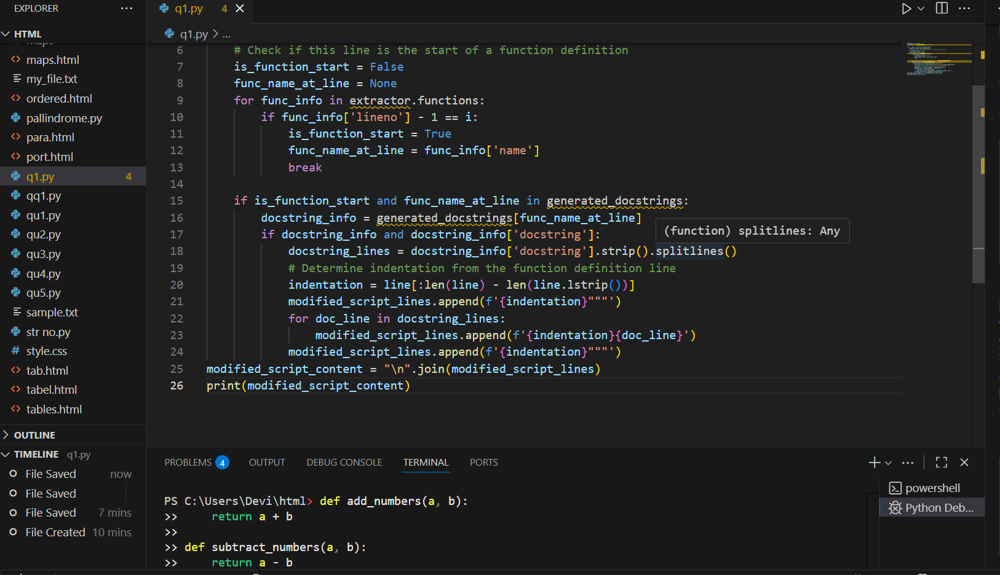 EXPLORER ...
HTML
maps
maps.html
my_file.txt
ordered.html
pallindrome.py
para.html
port.html
q1.py 4
qq1.py
qu1.py
qu2.py
qu3.py
qu4.py
qu5.py
sample.txt
str no.py
style.css
tab.html
tabel.html
tables.html
OUTLINE
TIMELINE q1.py
File Saved now
File Saved
File Saved 7 mins
File Created 10 mins
q1.py 4
q1.py > ...
6 # Check if this line is the start of a function definition
7 is_function_start = False
8 func_name_at_line = None
9 for func_info in extractor.functions:
10 if func_info['lineno'] - 1 == i:
11 is_function_start = True
12 func_name_at_line = func_info['name']
13 break
14
15 if is_function_start and func_name_at_line in generated_docstrings:
16 docstring_info = generated_docstrings[func_name_at_line]
(function) splitlines: Any
17 if docstring_info and docstring_info['docstring']:
18 docstring_lines = docstring_info['docstring'].strip().splitlines()
19 # Determine indentation from the function definition line
20 indentation = line[:len(line) - len(line.lstrip())]
21 modified_script_lines.append(f'{indentation}"""')
22 for doc_line in docstring_lines:
23 modified_script_lines.append(f'{indentation}{doc_line}')
24 modified_script_lines.append(f'{indentation}"""')
25 modified_script_content = "\n".join(modified_script_lines)
26 print(modified_script_content)
PROBLEMS 4 OUTPUT DEBUG CONSOLE TERMINAL PORTS
PS C:\Users\Devi\html> def add_numbers(a, b):
>> return a + b
>>
>> def subtract_numbers(a, b):
>> return a - b
powershell
Python Deb...